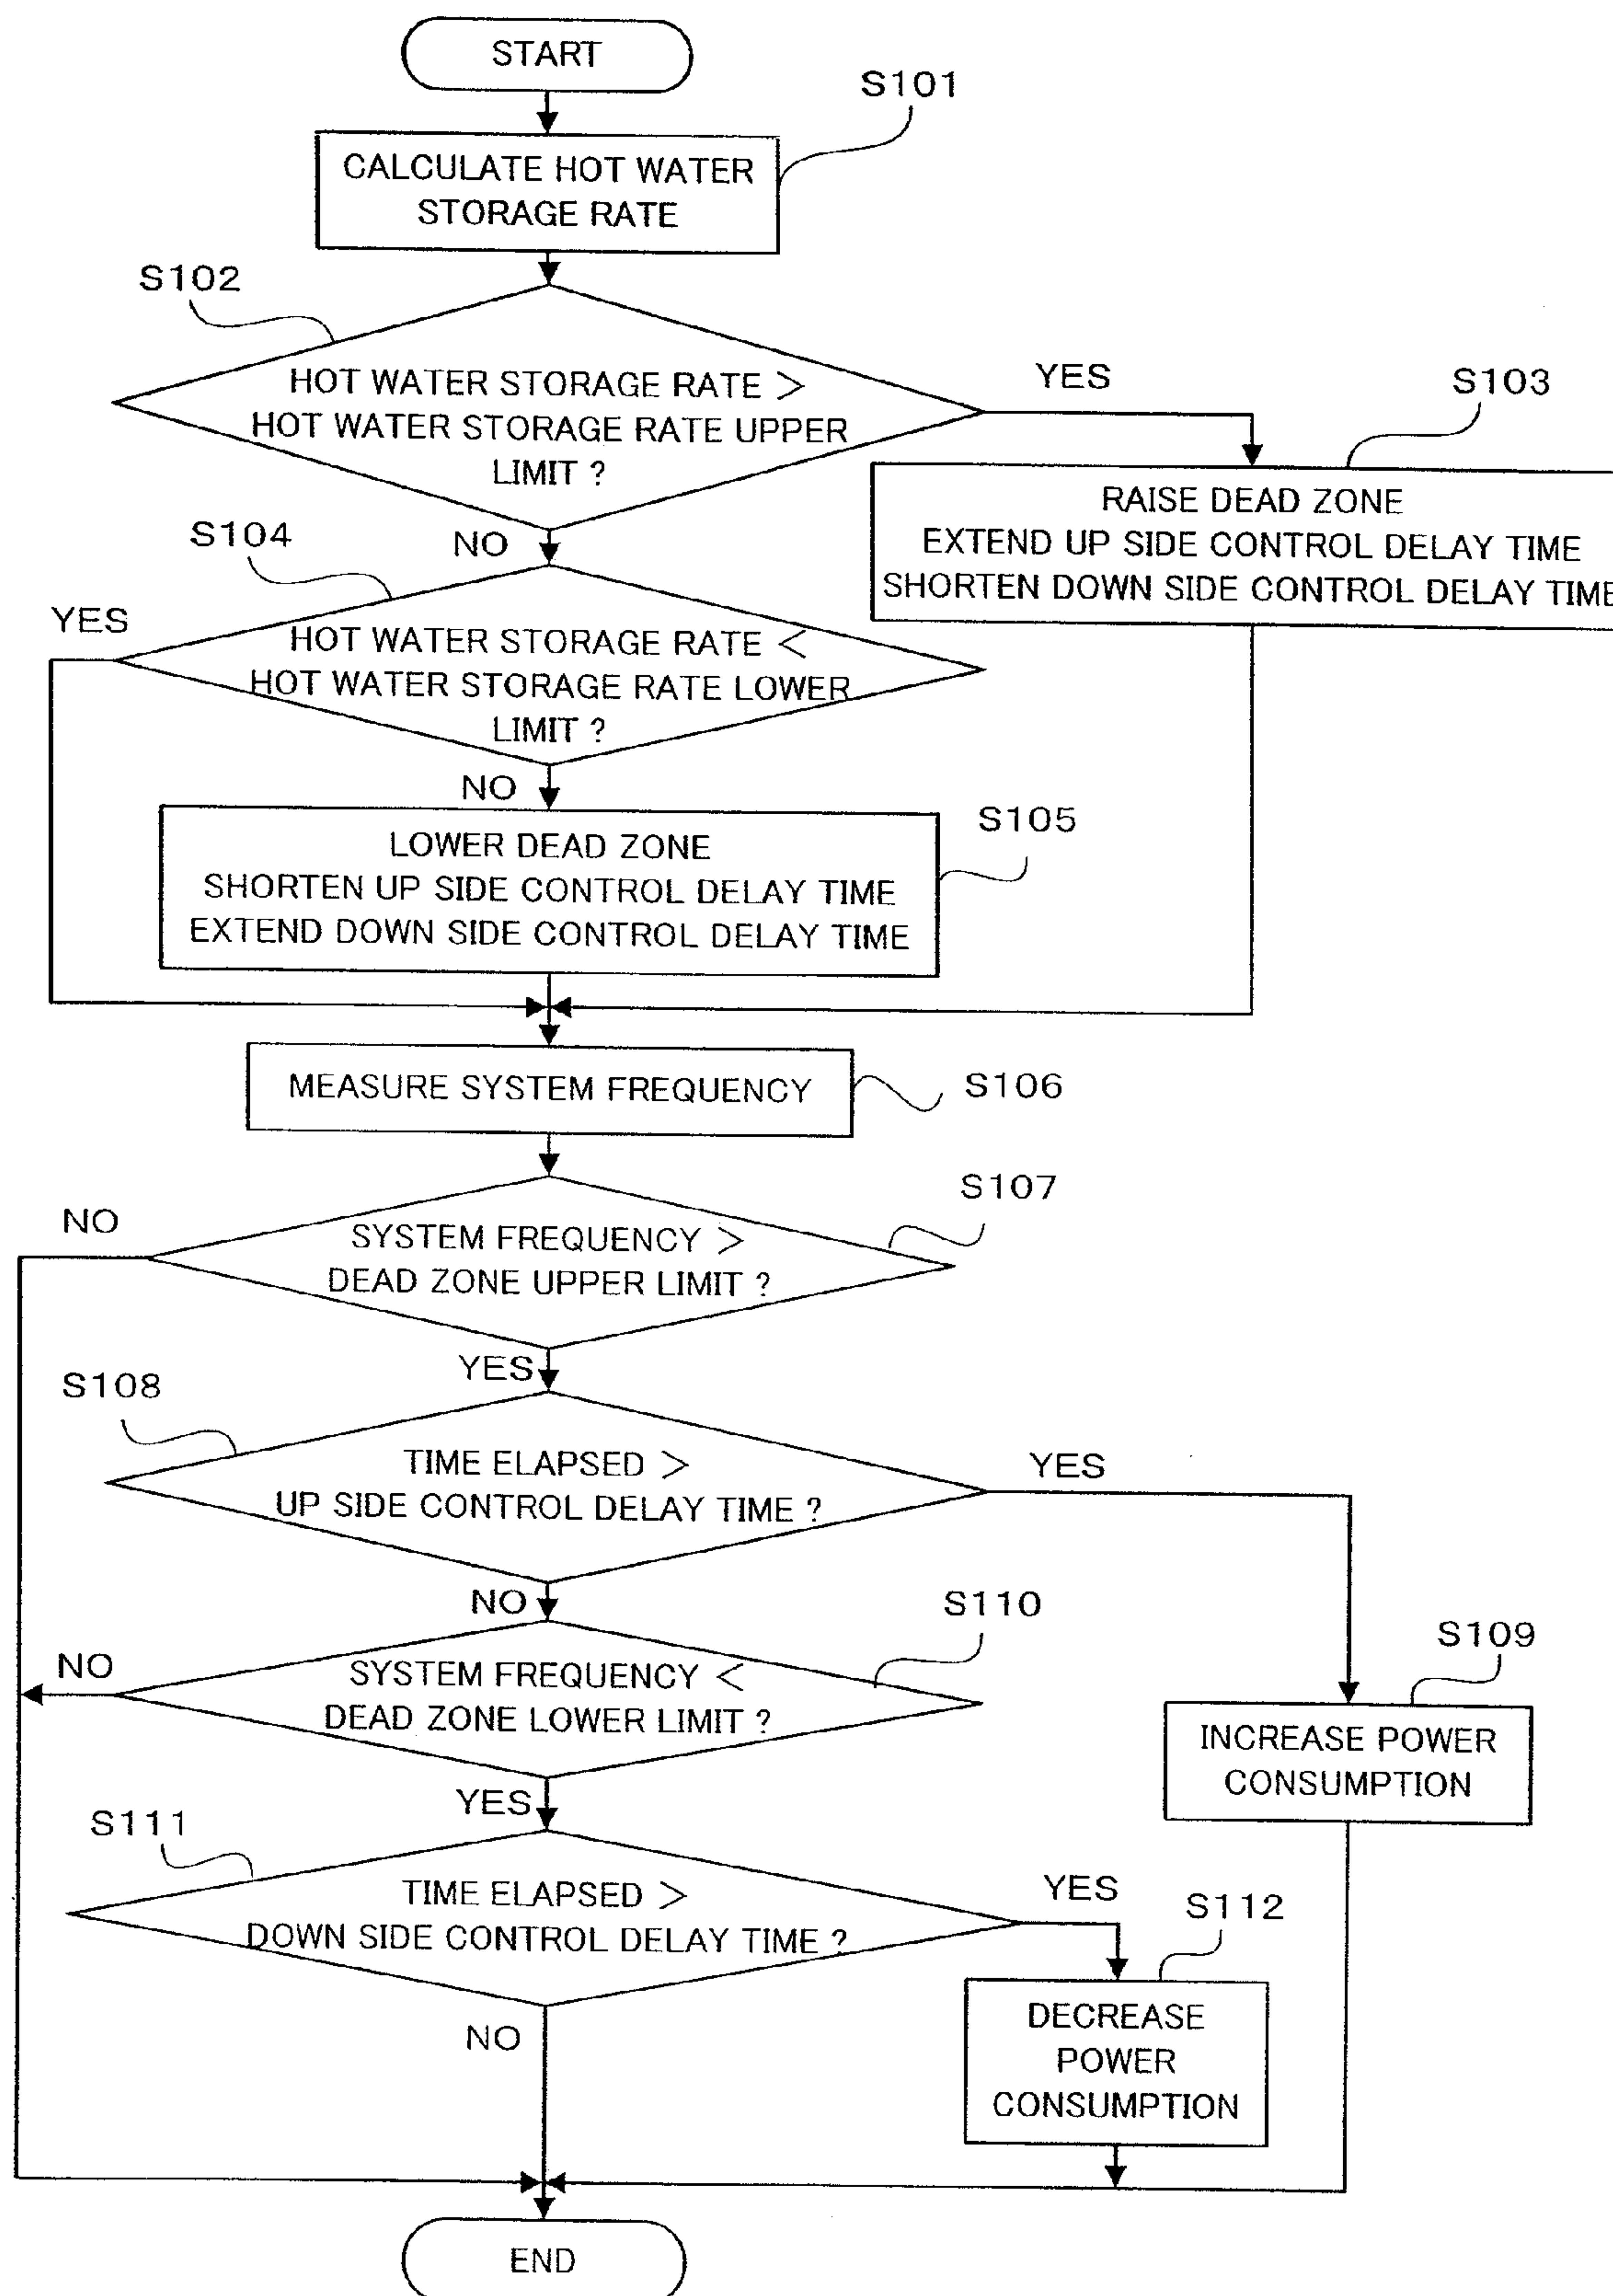 START
S101
CALCULATE HOT WATER
STORAGE RATE
S102
HOT WATER STORAGE RATE >
HOT WATER STORAGE RATE UPPER
LIMIT ?
YES
S103
RAISE DEAD ZONE
EXTEND UP SIDE CONTROL DELAY TIME
SHORTEN DOWN SIDE CONTROL DELAY TIME
NO
S104
YES
HOT WATER STORAGE RATE <
HOT WATER STORAGE RATE LOWER
LIMIT ?
NO
S105
LOWER DEAD ZONE
SHORTEN UP SIDE CONTROL DELAY TIME
EXTEND DOWN SIDE CONTROL DELAY TIME
MEASURE SYSTEM FREQUENCY
S106
S107
NO
SYSTEM FREQUENCY >
DEAD ZONE UPPER LIMIT ?
YES
S108
TIME ELAPSED >
UP SIDE CONTROL DELAY TIME ?
YES
NO
S110
S109
NO
SYSTEM FREQUENCY <
DEAD ZONE LOWER LIMIT ?
INCREASE POWER
CONSUMPTION
YES
S111
TIME ELAPSED >
DOWN SIDE CONTROL DELAY TIME ?
YES
S112
NO
DECREASE
POWER
CONSUMPTION
END